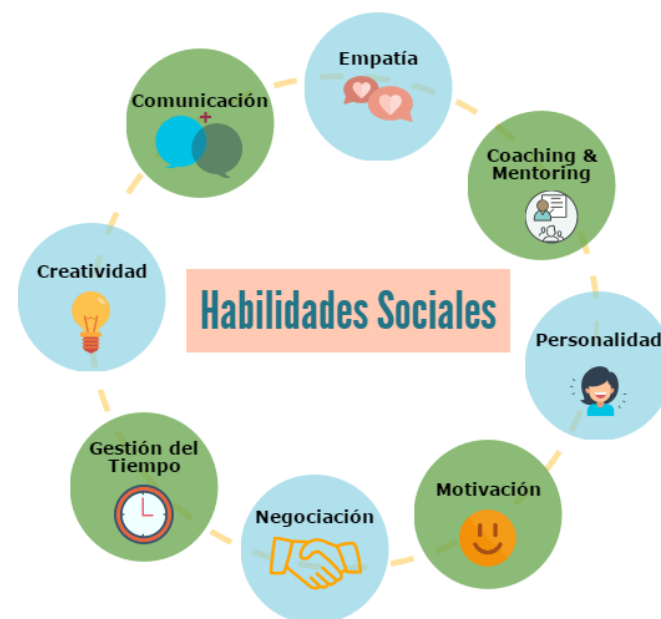 Empatía
Comunicación
Coaching &
Mentoring
Creatividad
Habilidades Sociales
Personalidad
Gestión del
Tiempo
Motivación
Negociación